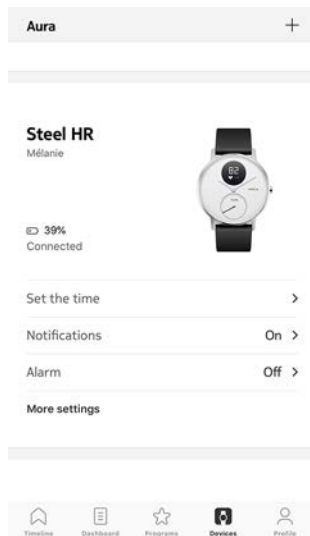 Aura
Steel HR
Mélanie
39%
Connected
82
Set the time
Notifications On
Alarm Off
More settings
Timeline Dashboard Programs Devices Profile